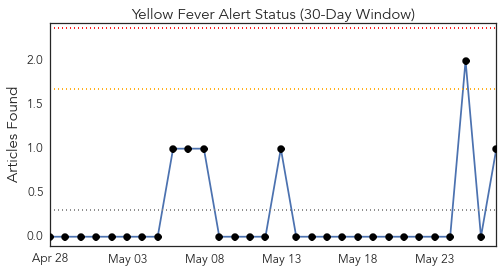 Yellow Fever Alert Status (30-Day Window)
Articles Found
2.0
1.5
1.0
0.5
0.0
Apr 28
May 03
May 08
May 13
May 18
May 23